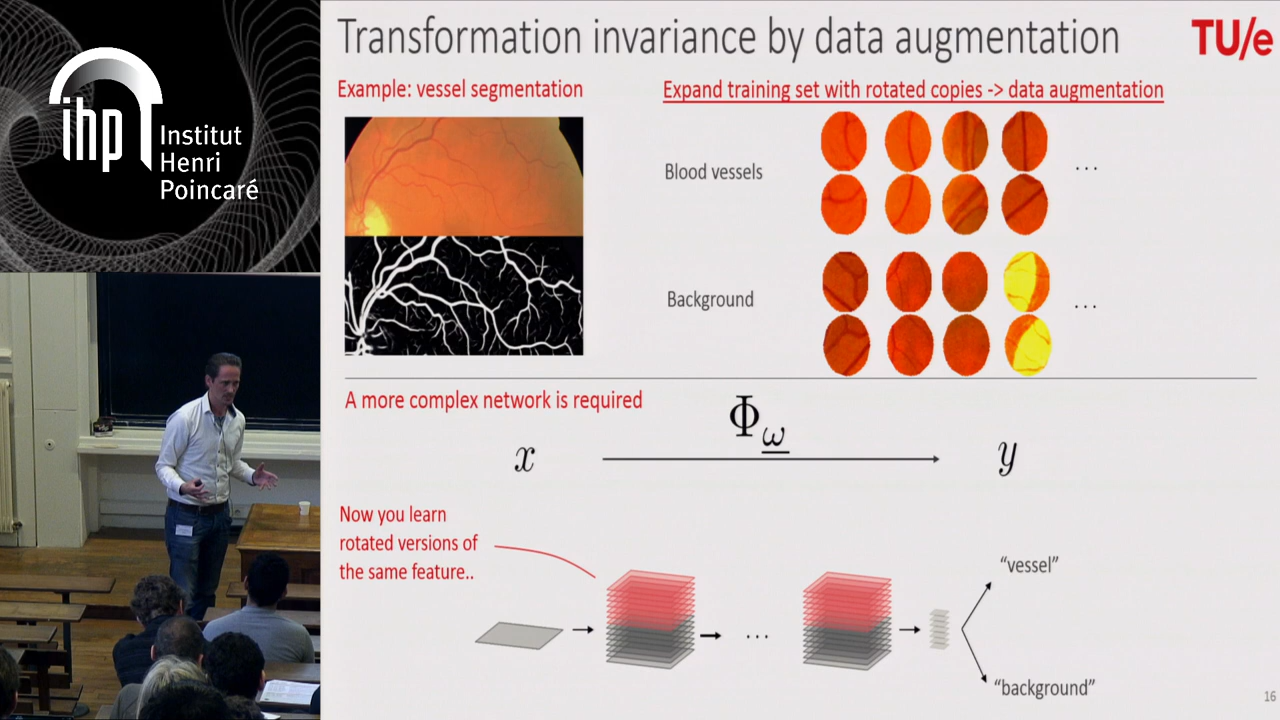 ihp
Institut
Henri
Poincaré
Transformation invariance by data augmentation
TU/e
Example: vessel segmentation
Expand training set with rotated copies -> data augmentation
Blood vessels
...
Background
...
A more complex network is required
x
Φω
y
Now you learn
rotated versions of
the same feature..
...
"vessel"
"background"
16